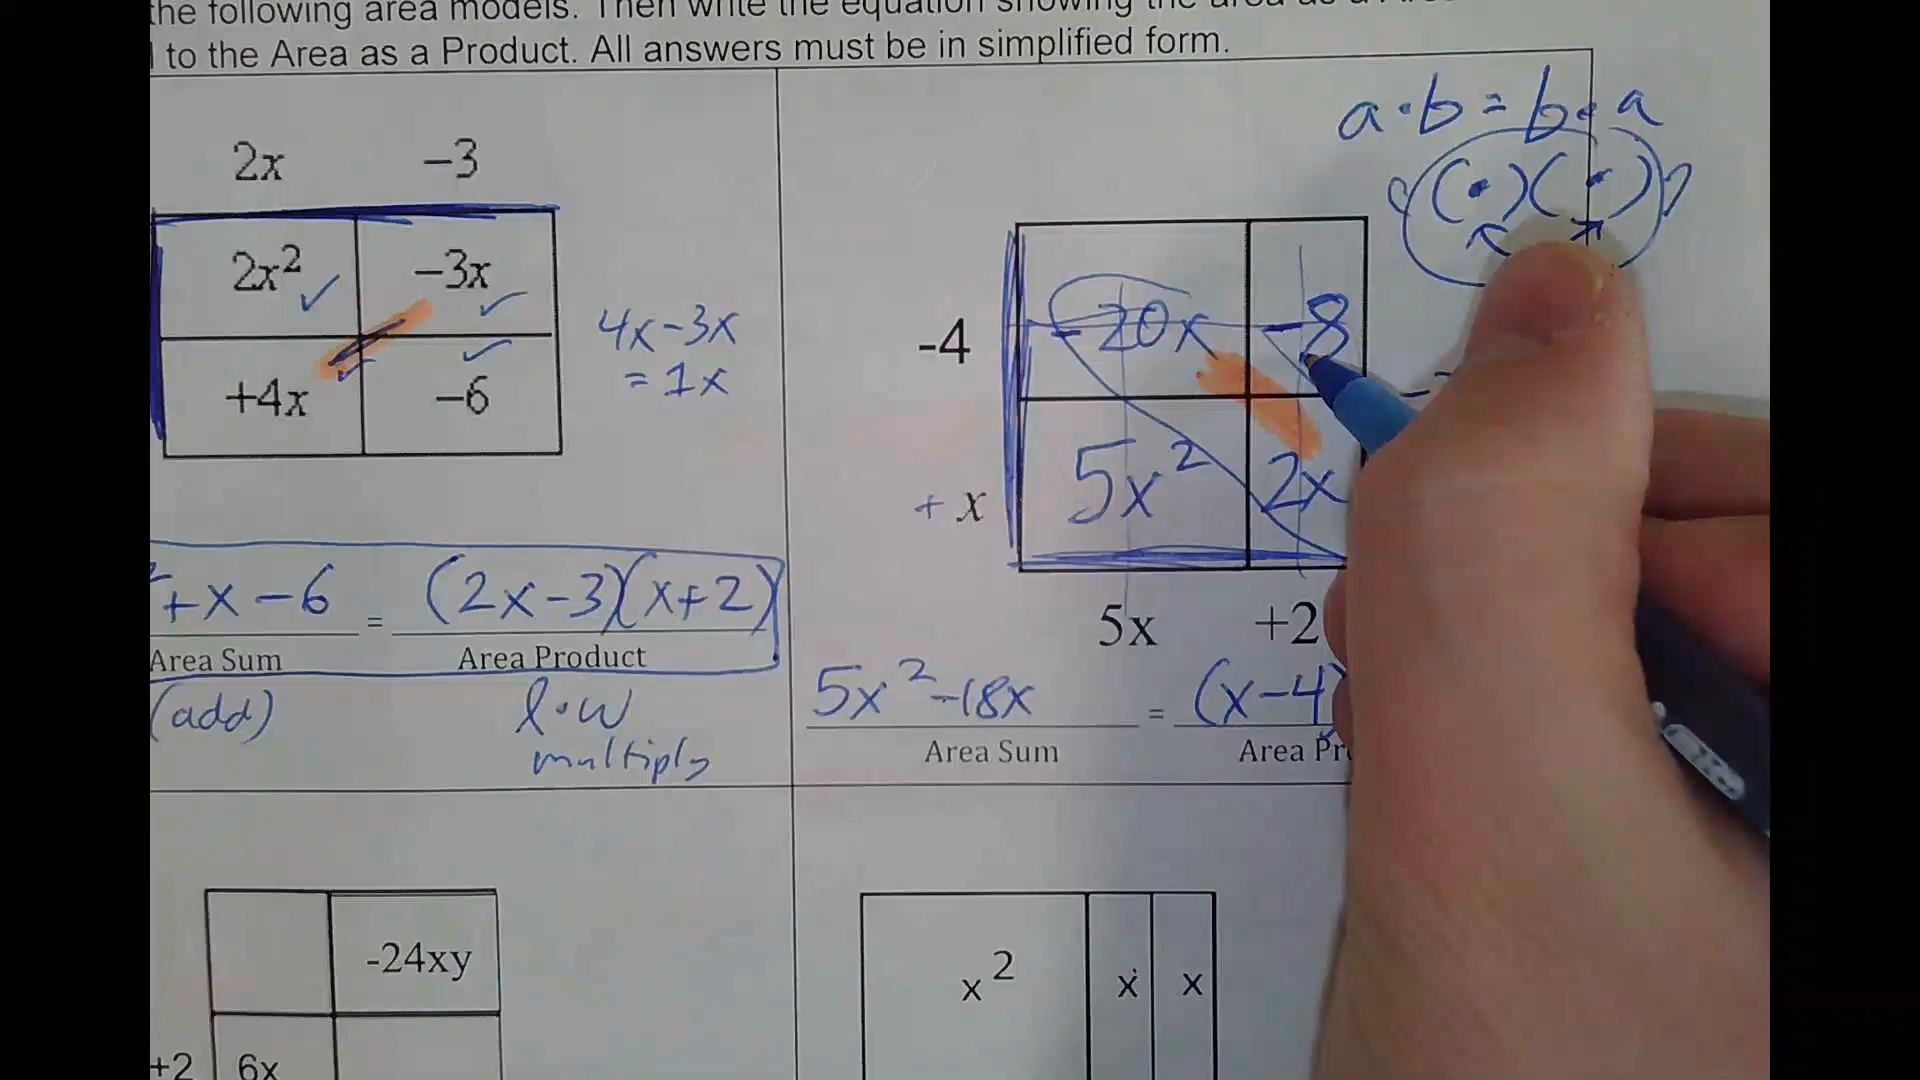 the following area models. Then write the equation showing the area as a
to the Area as a Product. All answers must be in simplified form.
2x -3
2x² -3x
+4x -6
4x-3x
= 1x
+x-6 = (2x-3)(x+2)
Area Sum Area Product
(add) l·w
multiply
a·b = b·a
(·)(·)
-4 -20x -8
+ x 5x² 2x
5x +2
5x²-18x = (x-4)
Area Sum Area
-24xy
+2 6x
x² x x